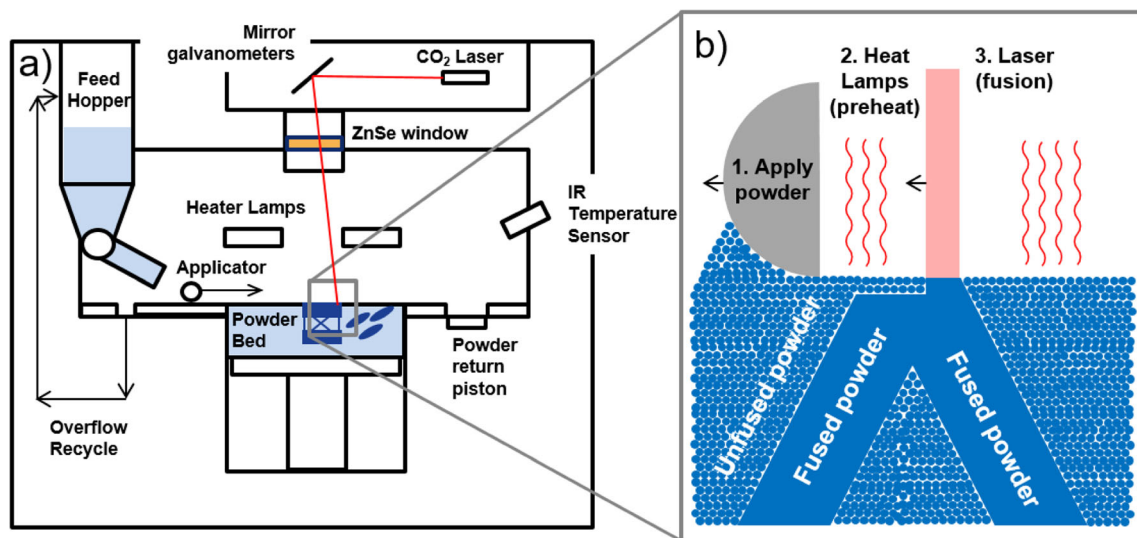 a)
Feed
Hopper
Mirror
galvanometers
CO₂ Laser
ZnSe window
Heater Lamps
IR
Temperature
Sensor
Applicator
Powder
Bed
Powder
return
piston
Overflow
Recycle
b)
2. Heat
Lamps
(preheat)
3. Laser
(fusion)
1. Apply
powder
Unfused powder
Fused powder
Fused powder